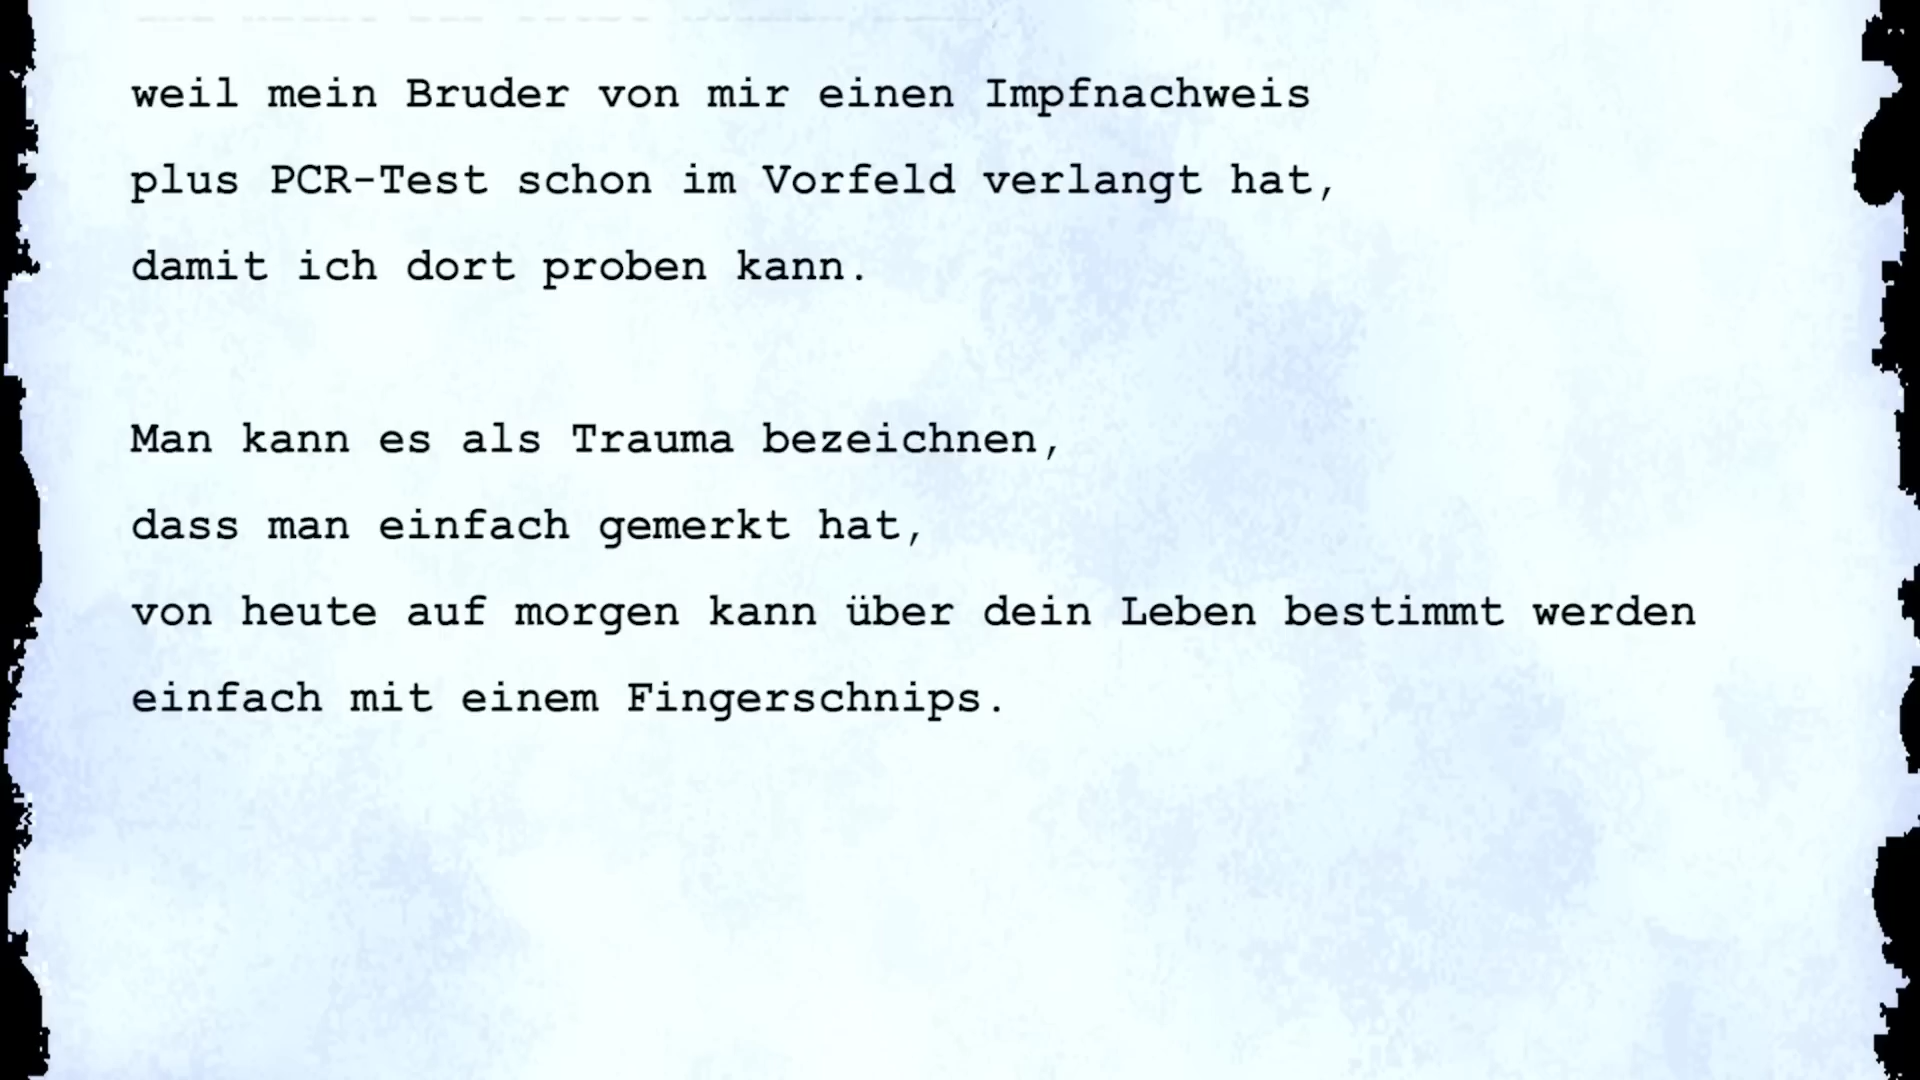 weil mein Bruder von mir einen Impfnachweis
plus PCR-Test schon im Vorfeld verlangt hat,
damit ich dort proben kann.
Man kann es als Trauma bezeichnen,
dass man einfach gemerkt hat,
von heute auf morgen kann über dein Leben bestimmt werden
einfach mit einem Fingerschnips.